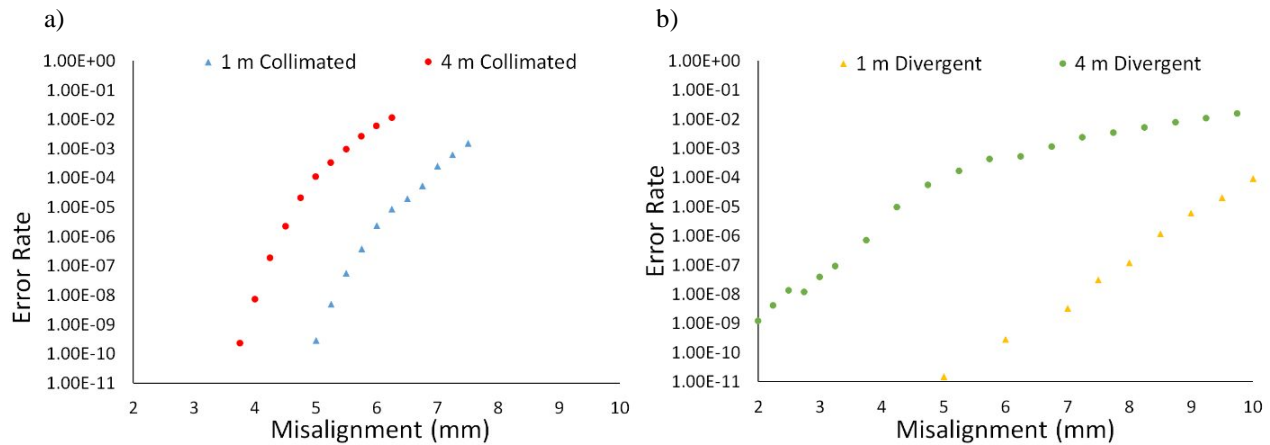 a)
1 m Collimated
4 m Collimated
1.00E+00
1.00E-01
1.00E-02
1.00E-03
1.00E-04
1.00E-05
1.00E-06
1.00E-07
1.00E-08
1.00E-09
1.00E-10
1.00E-11
Error Rate
2 3 4 5 6 7 8 9 10
Misalignment (mm)
b)
1 m Divergent
4 m Divergent
1.00E+00
1.00E-01
1.00E-02
1.00E-03
1.00E-04
1.00E-05
1.00E-06
1.00E-07
1.00E-08
1.00E-09
1.00E-10
1.00E-11
Error Rate
2 3 4 5 6 7 8 9 10
Misalignment (mm)